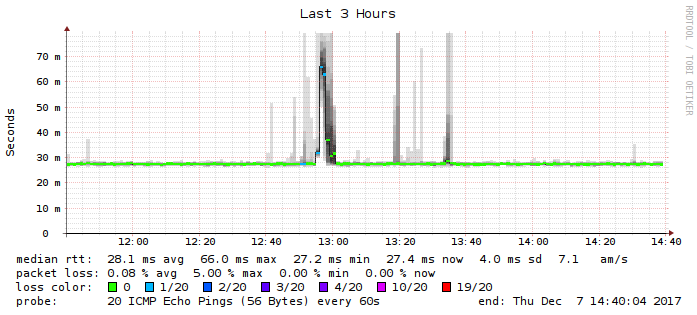 Last 3 Hours
RRDTOOL / TOBI OETIKER
Seconds
70 m
60 m
50 m
40 m
30 m
20 m
10 m
0
12:00 12:20 12:40 13:00 13:20 13:40 14:00 14:20 14:40
median rtt: 28.1 ms avg 66.0 ms max 27.2 ms min 27.4 ms now 4.0 ms sd 7.1 am/s
packet loss: 0.08 % avg 5.00 % max 0.00 % min 0.00 % now
loss color: 0 1/20 2/20 3/20 4/20 10/20 19/20
probe: 20 ICMP Echo Pings (56 Bytes) every 60s end: Thu Dec 7 14:40:04 2017